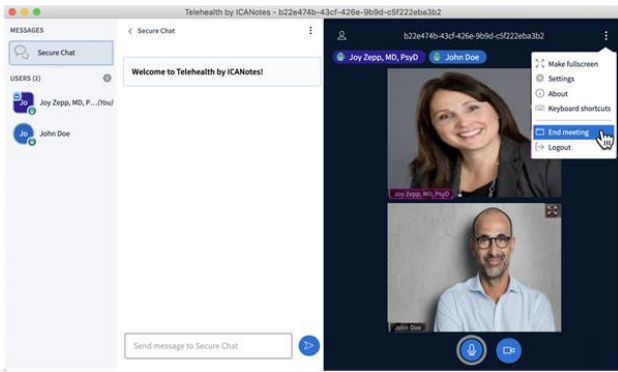 Telehealth by ICANotes - b22e474b-43cf-426e-9b9d-c5f222eba3b2
MESSAGES
Secure Chat
USERS (2)
Jo
Joy Zepp, MD, P...(You)
Jo
John Doe
Secure Chat
Welcome to Telehealth by ICANotes!
Send message to Secure Chat
b22e474b-43cf-426e-9b9d-c5f222eba3b2
Joy Zepp, MD, PsyD
John Doe
Make fullscreen
Settings
About
Keyboard shortcuts
End meeting
Logout
Joy Zepp, MD, PsyD
John Doe